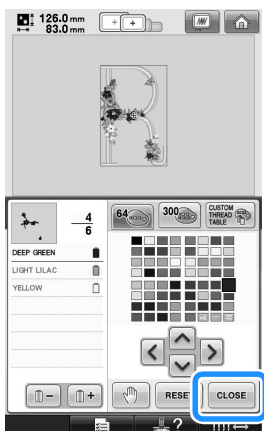 126.0 mm
83.0 mm
4
6
64
300
CUSTOM
THREAD
TABLE
DEEP GREEN
LIGHT LILAC
YELLOW
RESET
CLOSE